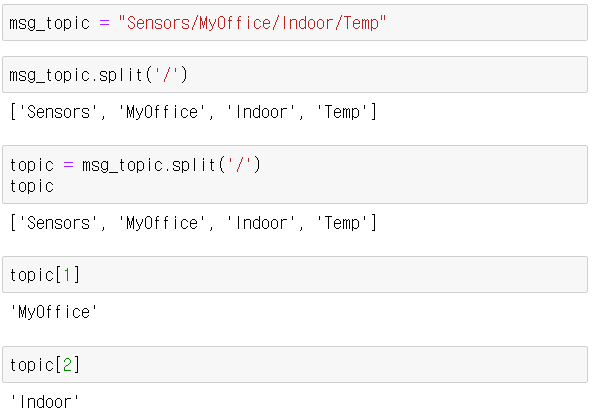 msg_topic = "Sensors/MyOffice/Indoor/Temp"
msg_topic.split('/')
['Sensors', 'MyOffice', 'Indoor', 'Temp']
topic = msg_topic.split('/')
topic
['Sensors', 'MyOffice', 'Indoor', 'Temp']
topic[1]
'MyOffice'
topic[2]
'Indoor'